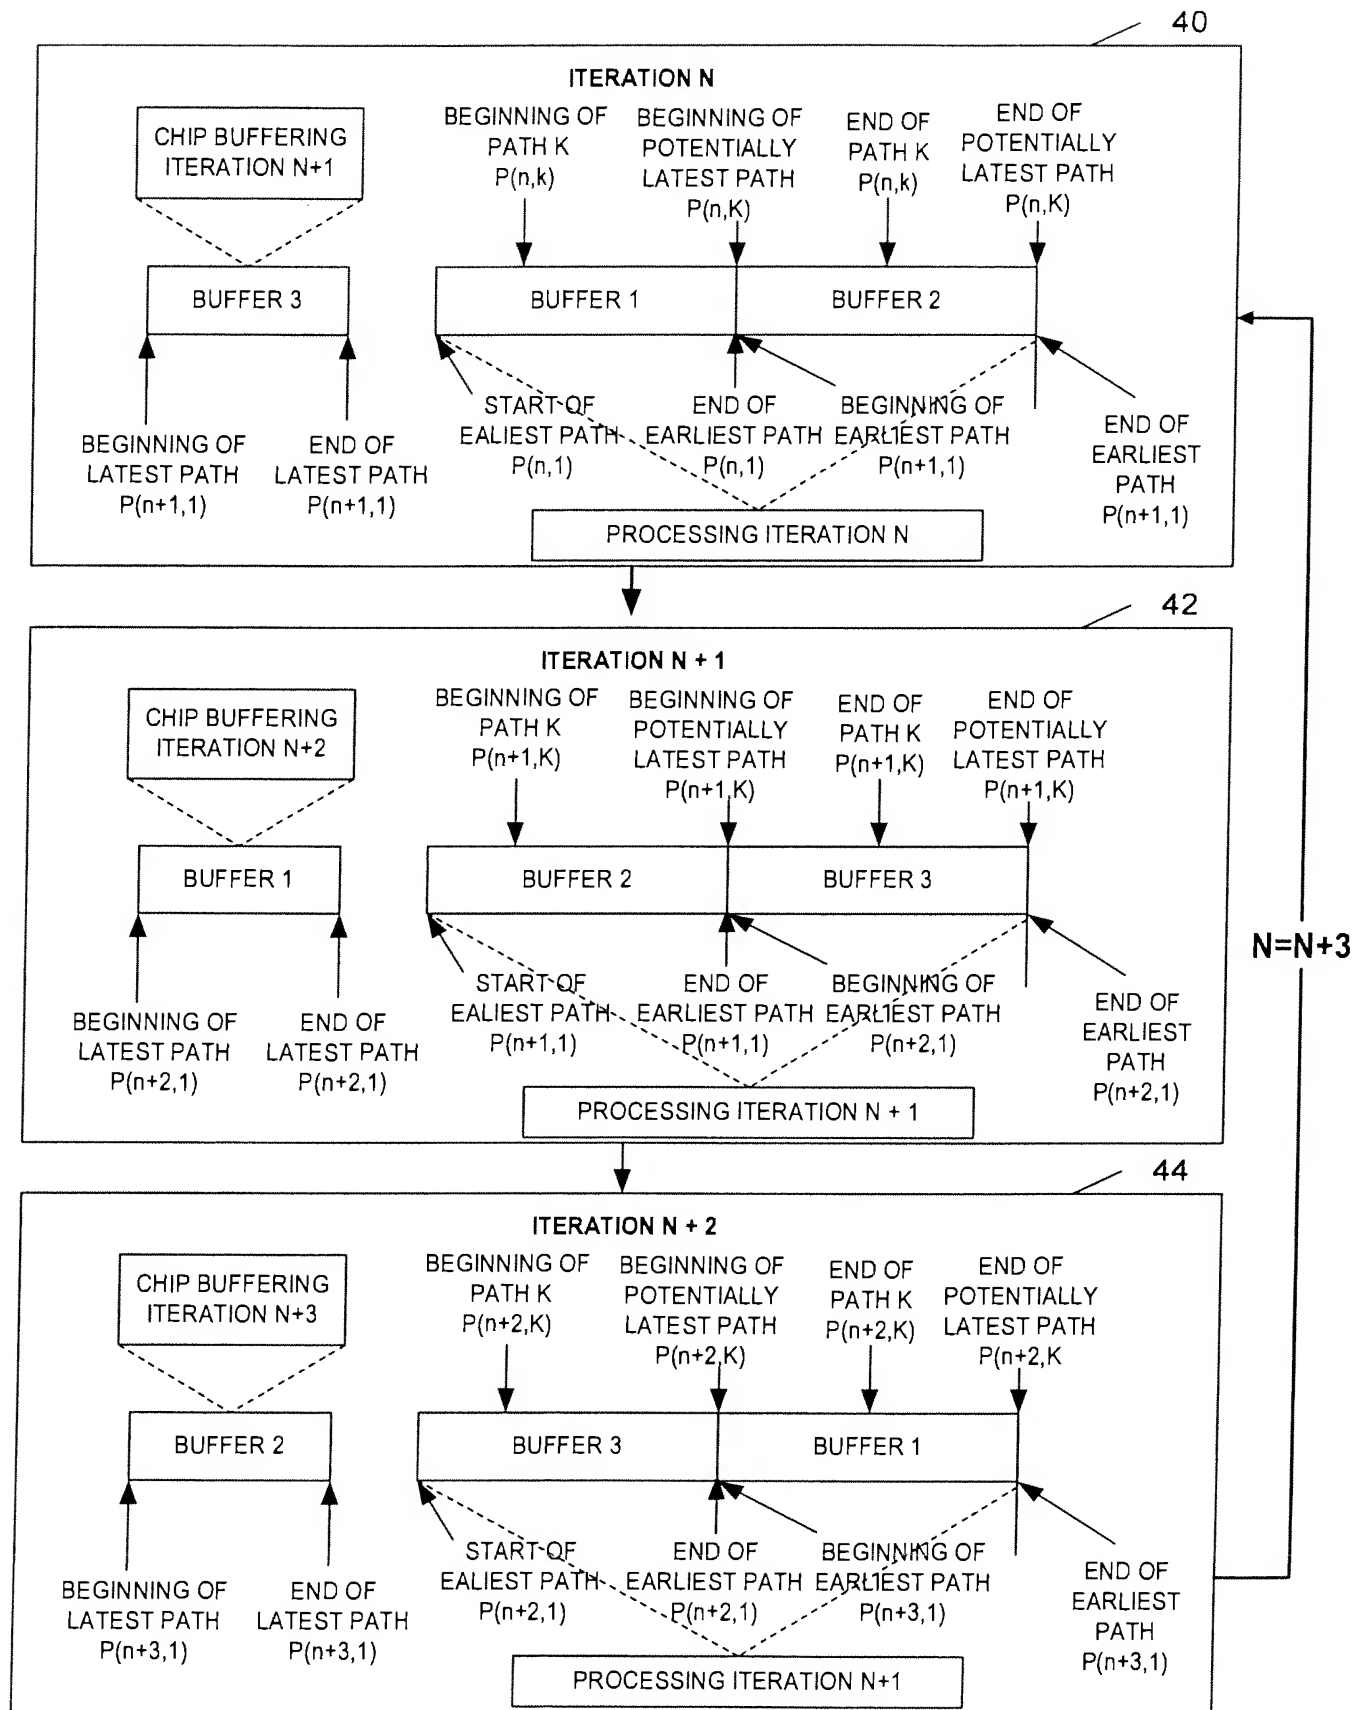 40
ITERATION N
CHIP BUFFERING
ITERATION N+1
BEGINNING OF
PATH K
P(n,k)
BEGINNING OF
POTENTIALLY
LATEST PATH
P(n,K)
END OF
PATH K
P(n,k)
END OF
POTENTIALLY
LATEST PATH
P(n,K)
BUFFER 3
BUFFER 1
BUFFER 2
BEGINNING OF
LATEST PATH
P(n+1,1)
END OF
LATEST PATH
P(n+1,1)
START OF
EALIEST PATH
P(n,1)
END OF
EARLIEST PATH
P(n,1)
BEGINNING OF
EARLIEST PATH
P(n+1,1)
END OF
EARLIEST
PATH
P(n+1,1)
PROCESSING ITERATION N
42
ITERATION N + 1
CHIP BUFFERING
ITERATION N+2
BEGINNING OF
PATH K
P(n+1,K)
BEGINNING OF
POTENTIALLY
LATEST PATH
P(n+1,K)
END OF
PATH K
P(n+1,K)
END OF
POTENTIALLY
LATEST PATH
P(n+1,K)
BUFFER 1
BUFFER 2
BUFFER 3
BEGINNING OF
LATEST PATH
P(n+2,1)
END OF
LATEST PATH
P(n+2,1)
START OF
EALIEST PATH
P(n+1,1)
END OF
EARLIEST PATH
P(n+1,1)
BEGINNING OF
EARLIEST PATH
P(n+2,1)
END OF
EARLIEST
PATH
P(n+2,1)
PROCESSING ITERATION N + 1
N=N+3
44
ITERATION N + 2
CHIP BUFFERING
ITERATION N+3
BEGINNING OF
PATH K
P(n+2,K)
BEGINNING OF
POTENTIALLY
LATEST PATH
P(n+2,K)
END OF
PATH K
P(n+2,K)
END OF
POTENTIALLY
LATEST PATH
P(n+2,K
BUFFER 2
BUFFER 3
BUFFER 1
BEGINNING OF
LATEST PATH
P(n+3,1)
END OF
LATEST PATH
P(n+3,1)
START OF
EALIEST PATH
P(n+2,1)
END OF
EARLIEST PATH
P(n+2,1)
BEGINNING OF
EARLIEST PATH
P(n+3,1)
END OF
EARLIEST
PATH
P(n+3,1)
PROCESSING ITERATION N+1